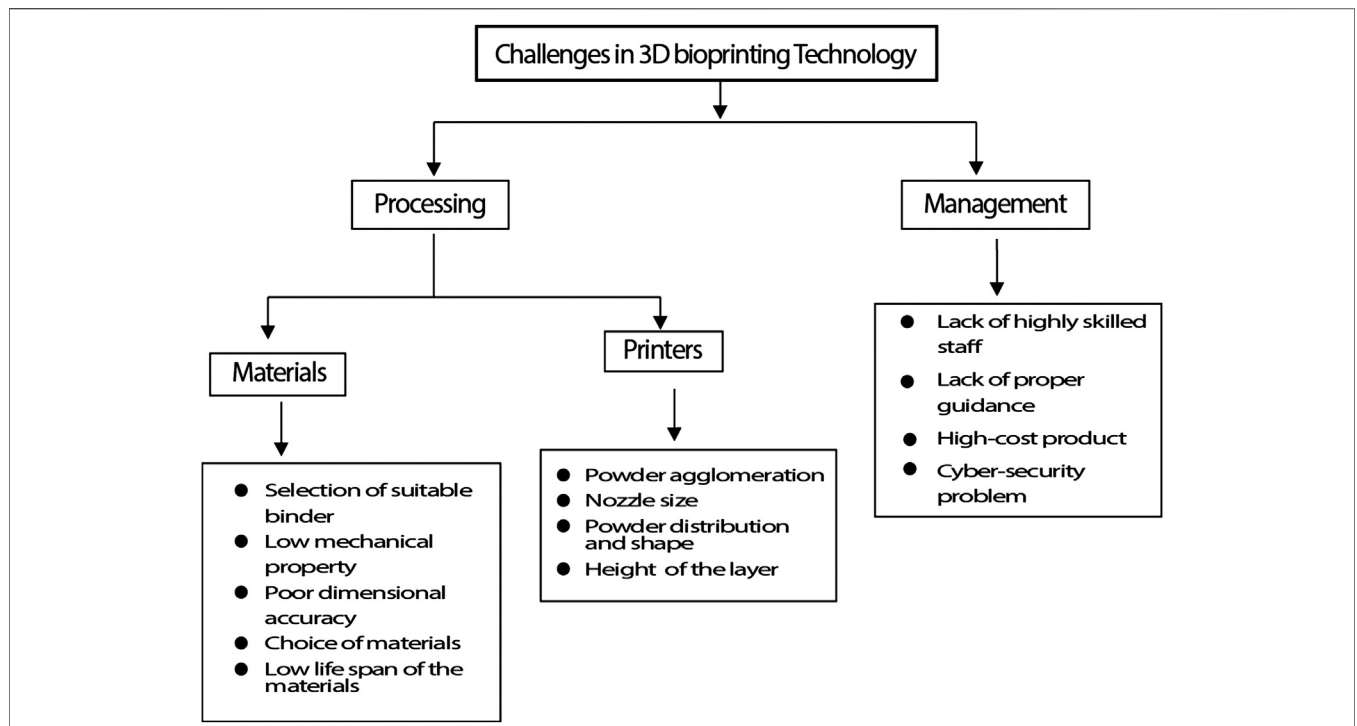 Challenges in 3D bioprinting Technology
Processing
Management
Materials
Printers
● Selection of suitable
binder
● Low mechanical
property
● Poor dimensional
accuracy
● Choice of materials
● Low life span of the
materials
● Powder agglomeration
● Nozzle size
● Powder distribution
and shape
● Height of the layer
● Lack of highly skilled
staff
● Lack of proper
guidance
● High-cost product
● Cyber-security
problem